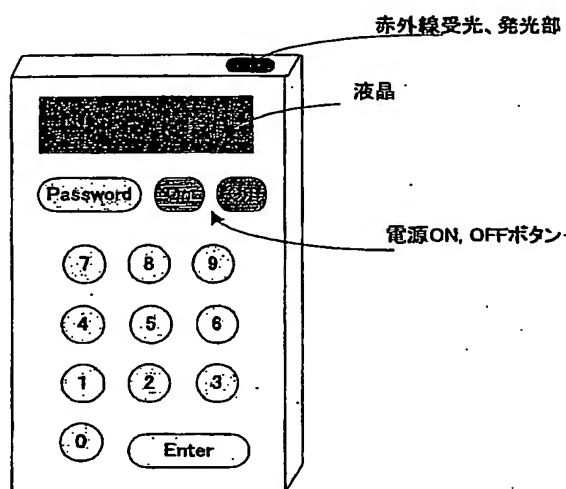 赤外線受光、発光部
液晶
Password
電源ON, OFFボタン
7 8 9
4 5 6
1 2 3
0 Enter